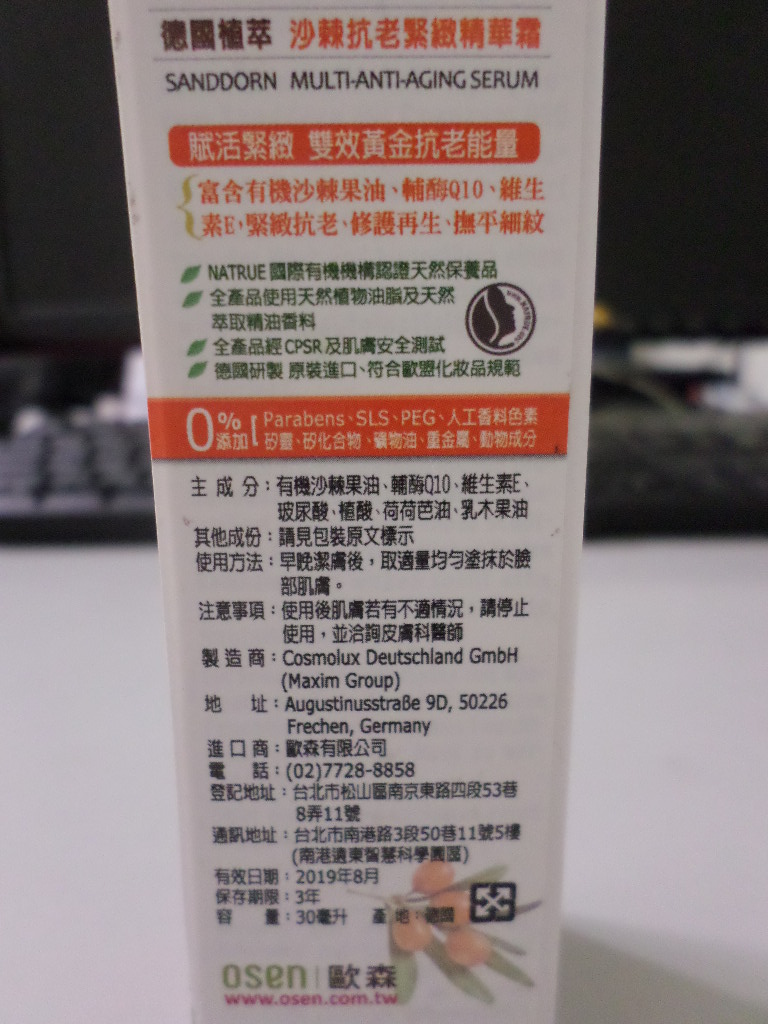 德國植萃 沙棘抗老緊緻精華霜
SANDDORN MULTI-ANTI-AGING SERUM
賦活緊緻 雙效黃金抗老能量
富含有機沙棘果油、輔酶Q10、維生
素E,緊緻抗老、修護再生、撫平細紋
NATRUE 國際有機機構認證天然保養品
全產品使用天然植物油脂及天然
萃取精油香料
全產品經 CPSR 及肌膚安全測試
德國研製 原裝進口、符合歐盟化妝品規範
0%添加
Parabens、SLS、PEG、人工香料色素
矽靈、矽化合物、礦物油、重金屬、動物成分
主成分：有機沙棘果油、輔酶Q10、維生素E、
玻尿酸、植酸、荷荷芭油、乳木果油
其他成份：請見包裝原文標示
使用方法：早晚潔膚後，取適量均勻塗抹於臉
部肌膚。
注意事項：使用後肌膚若有不適情況，請停止
使用，並洽詢皮膚科醫師
製造商：Cosmolux Deutschland GmbH
(Maxim Group)
地址：Augustinusstraße 9D, 50226
Frechen, Germany
進口商：歐森有限公司
電話：(02)7728-8858
登記地址：台北市松山區南京東路四段53巷
8弄11號
通訊地址：台北市南港路3段50巷11號5樓
(南港遠東智慧科學園區)
有效日期：2019年8月
保存期限：3年
容量：30毫升 產地：德國
osen | 歐森
www.osen.com.tw